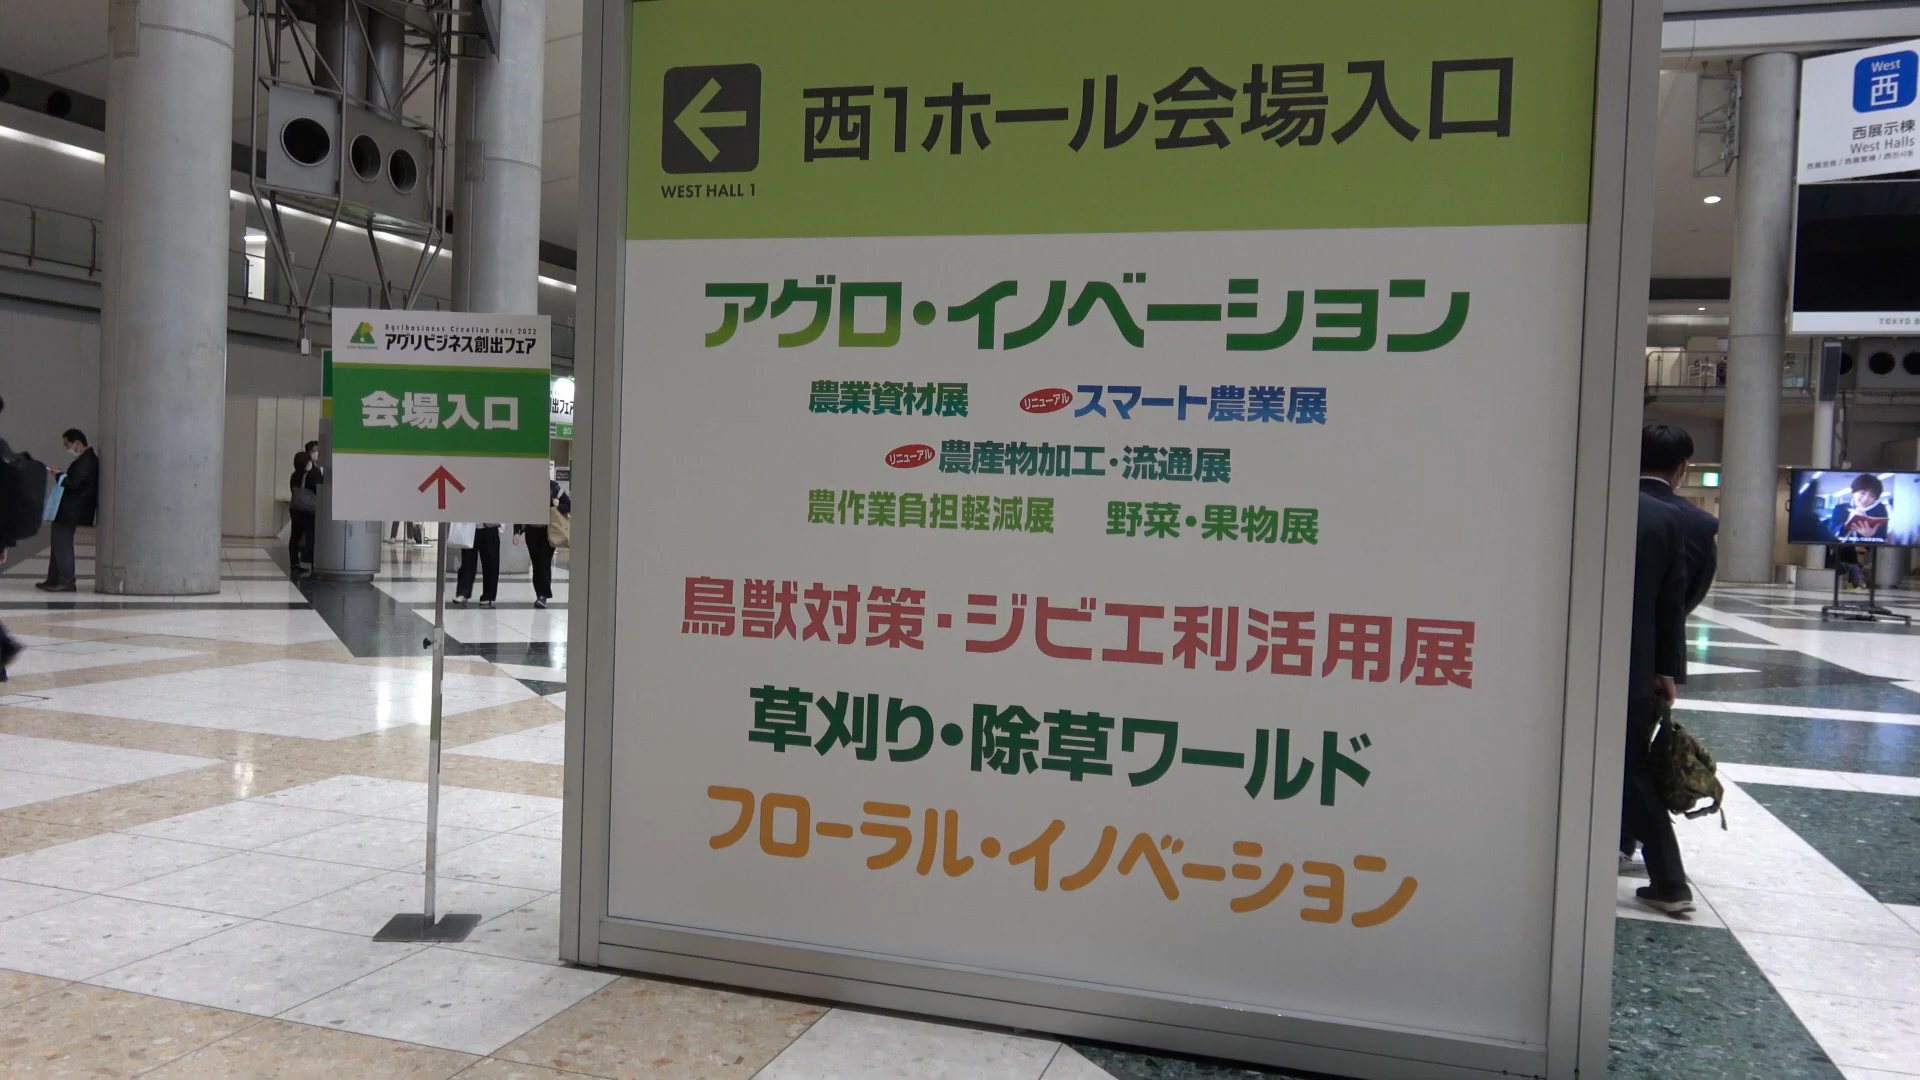 西1ホール会場入口
WEST HALL 1
アグロ・イノベーション
農業資材展 リニューアル スマート農業展
リニューアル 農産物加工・流通展
農作業負担軽減展 野菜・果物展
鳥獣対策・ジビエ利活用展
草刈り・除草ワールド
フローラル・イノベーション
Agribusiness Creation Fair 2022
アグリビジネス創出フェア
会場入口
West
西
西展示棟
West Halls